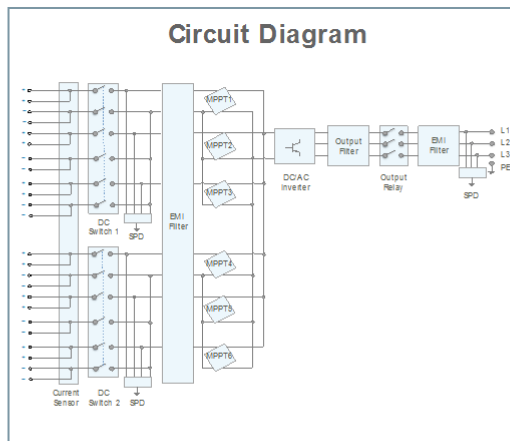 Circuit Diagram
MPPT1
MPPT2
MPPT3
MPPT4
MPPT5
MPPT6
DC
Switch 1
SPD
EMI
Filter
DC/AC
Inverter
Output
Filter
Output
Relay
EMI
Filter
L1
L2
L3
PE
SPD
Current
Sensor
DC
Switch 2
SPD